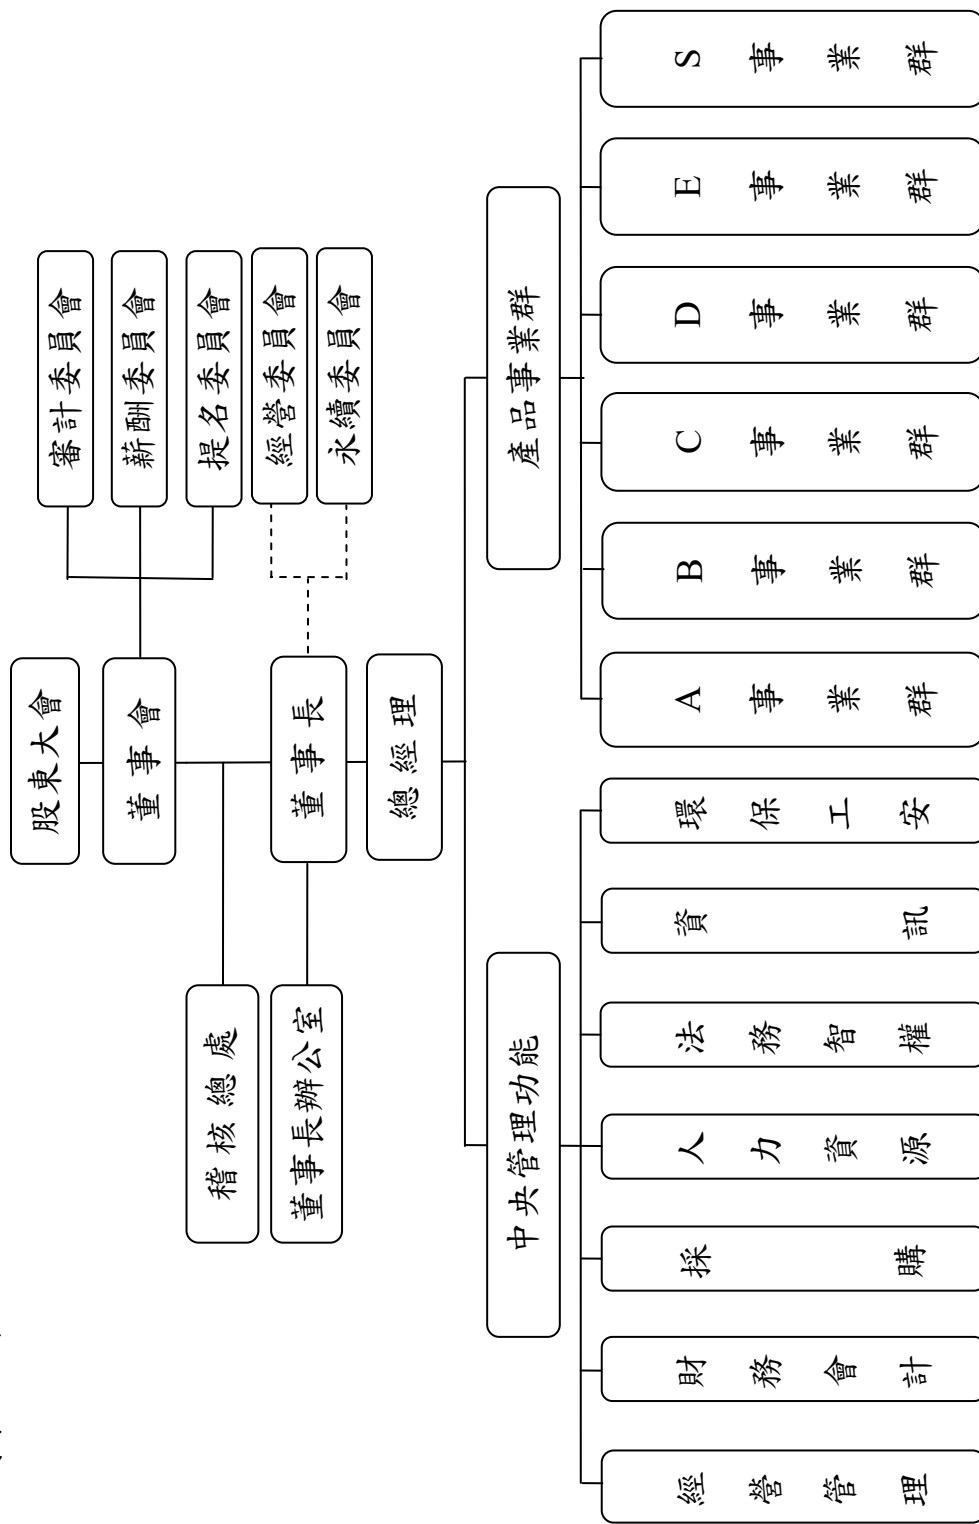 股東大會
董事會
審計委員會
薪酬委員會
提名委員會
稽核總處
董事長
經營委員會
永續委員會
董事長辦公室
總經理
中央管理功能
產品事業群
經營管理
財務會計
採購
人力資源
法務智權
資訊
環保工安
A事業群
B事業群
C事業群
D事業群
E事業群
S事業群